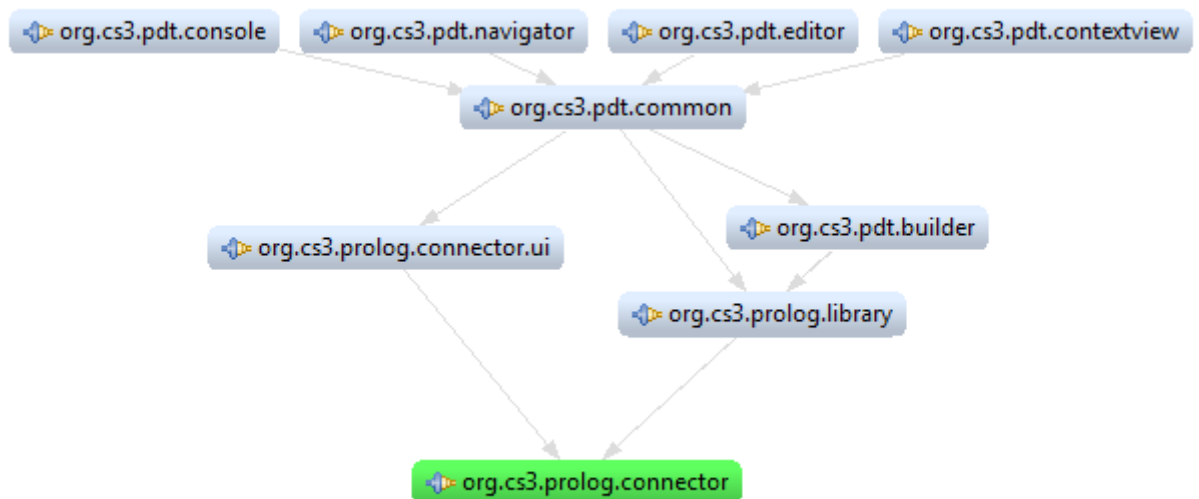 org.cs3.pdt.console
org.cs3.pdt.navigator
org.cs3.pdt.editor
org.cs3.pdt.contextview
org.cs3.pdt.common
org.cs3.pdt.builder
org.cs3.prolog.connector.ui
org.cs3.prolog.library
org.cs3.prolog.connector